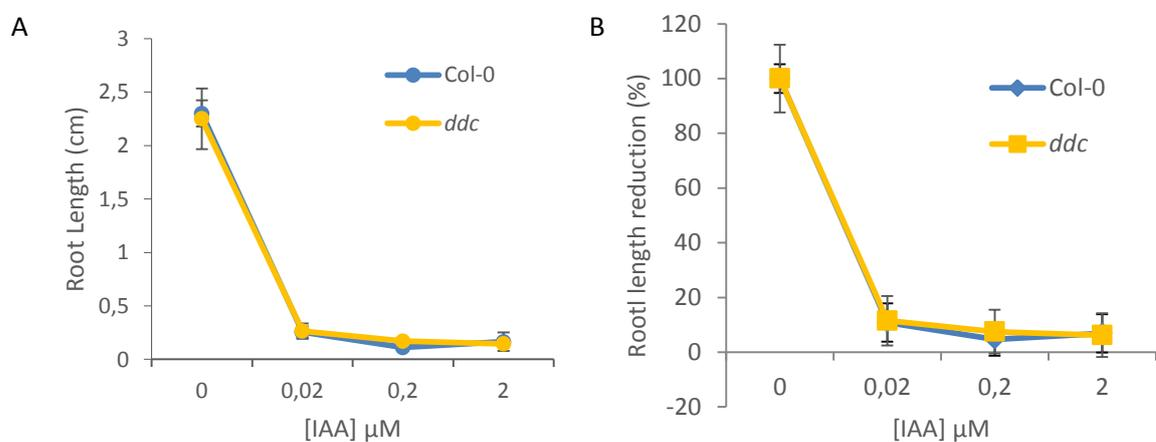 A
Root Length (cm)
3
2,5
2
1,5
1
0,5
0
0
0,02
0,2
2
[IAA] µM
Col-0
ddc
B
Rootl length reduction (%)
120
100
80
60
40
20
0
-20
0
0,02
0,2
2
[IAA] µM
Col-0
ddc